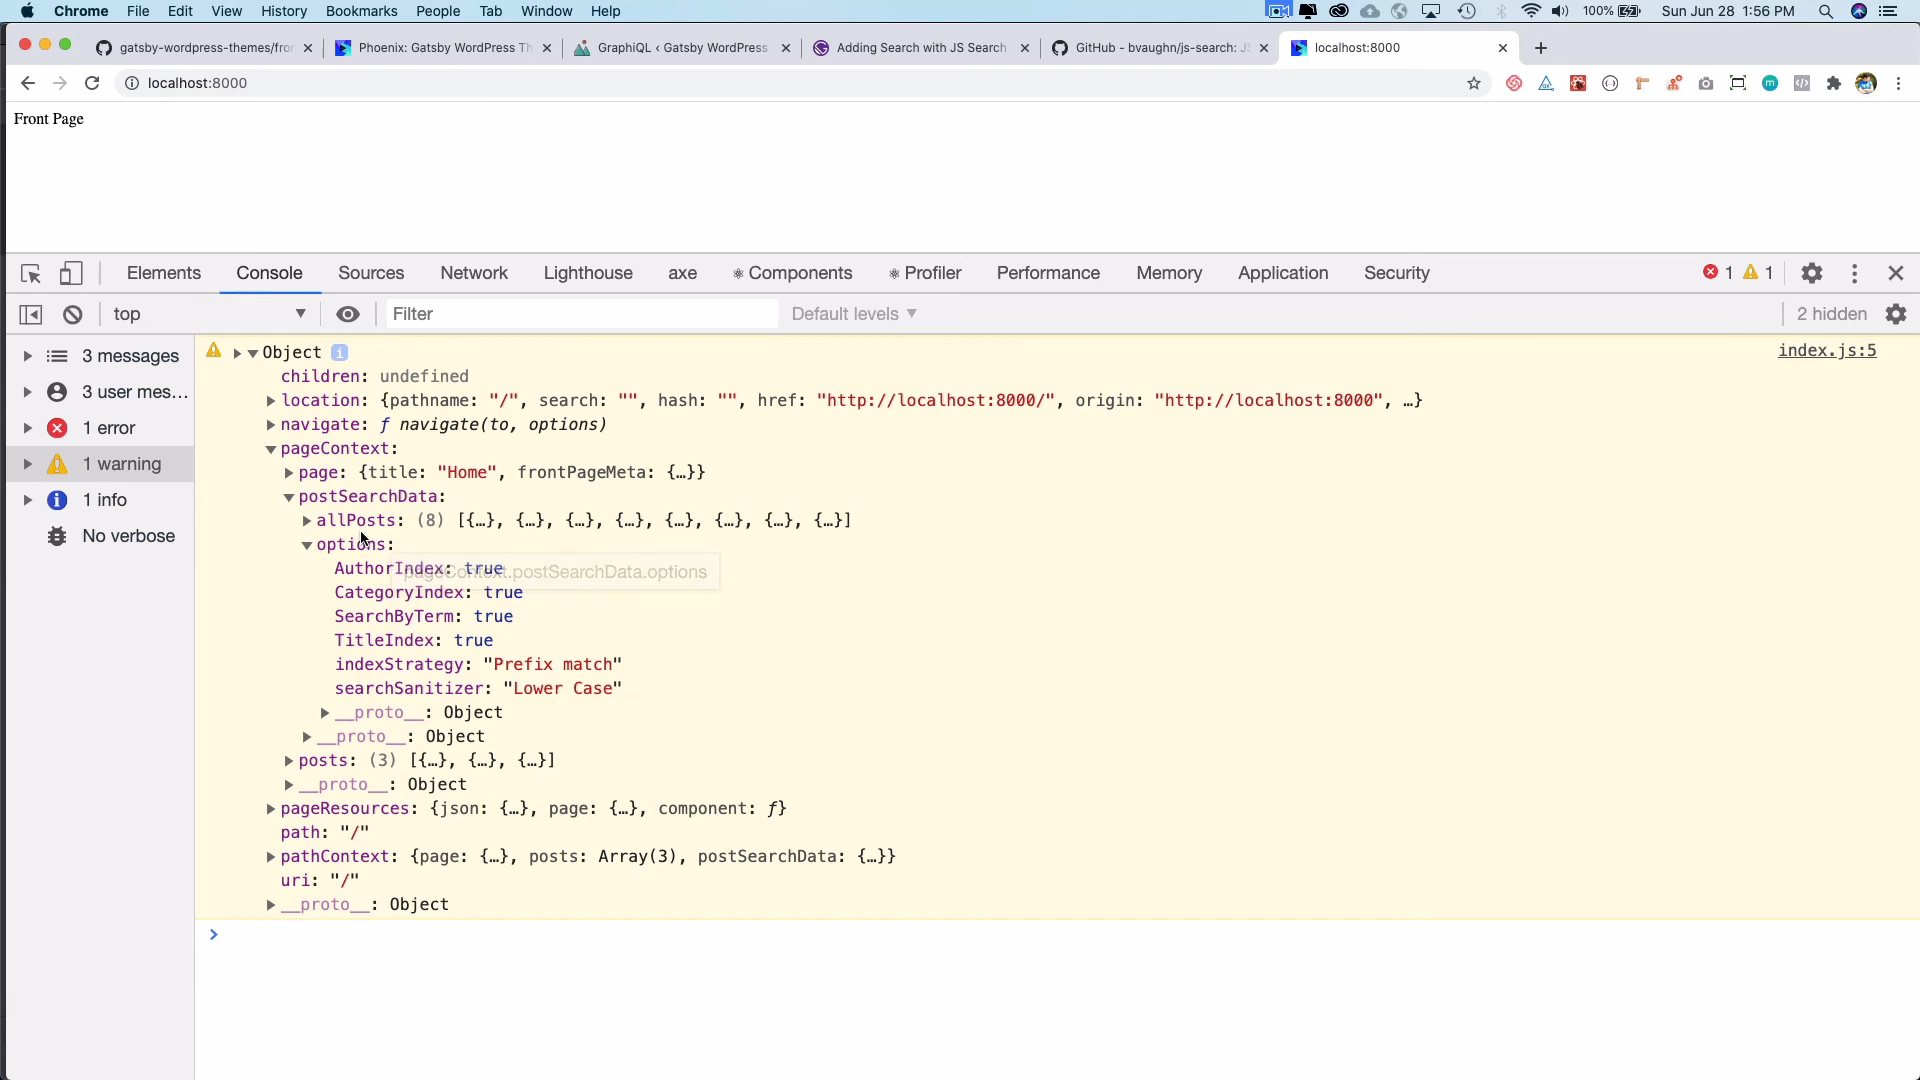 Chrome File Edit View History Bookmarks People Tab Window Help 100% Sun Jun 28 1:56 PM
gatsby-wordpress-themes/fro Phoenix: Gatsby WordPress Th GraphiQL ‹ Gatsby WordPress Adding Search with JS Search GitHub - bvaughn/js-search: JS localhost:8000
localhost:8000
Front Page
Elements Console Sources Network Lighthouse axe Components Profiler Performance Memory Application Security 1 1
top Filter Default levels 2 hidden
3 messages
3 user mes…
1 error
1 warning
1 info
No verbose
Object i index.js:5
children: undefined
location: {pathname: "/", search: "", hash: "", href: "http://localhost:8000/", origin: "http://localhost:8000", …}
navigate: ƒ navigate(to, options)
pageContext:
page: {title: "Home", frontPageMeta: {…}}
postSearchData:
allPosts: (8) [{…}, {…}, {…}, {…}, {…}, {…}, {…}, {…}]
options:
AuthorIndex: true
pageContext.postSearchData.options
CategoryIndex: true
SearchByTerm: true
TitleIndex: true
indexStrategy: "Prefix match"
searchSanitizer: "Lower Case"
__proto__: Object
__proto__: Object
posts: (3) [{…}, {…}, {…}]
__proto__: Object
pageResources: {json: {…}, page: {…}, component: ƒ}
path: "/"
pathContext: {page: {…}, posts: Array(3), postSearchData: {…}}
uri: "/"
__proto__: Object